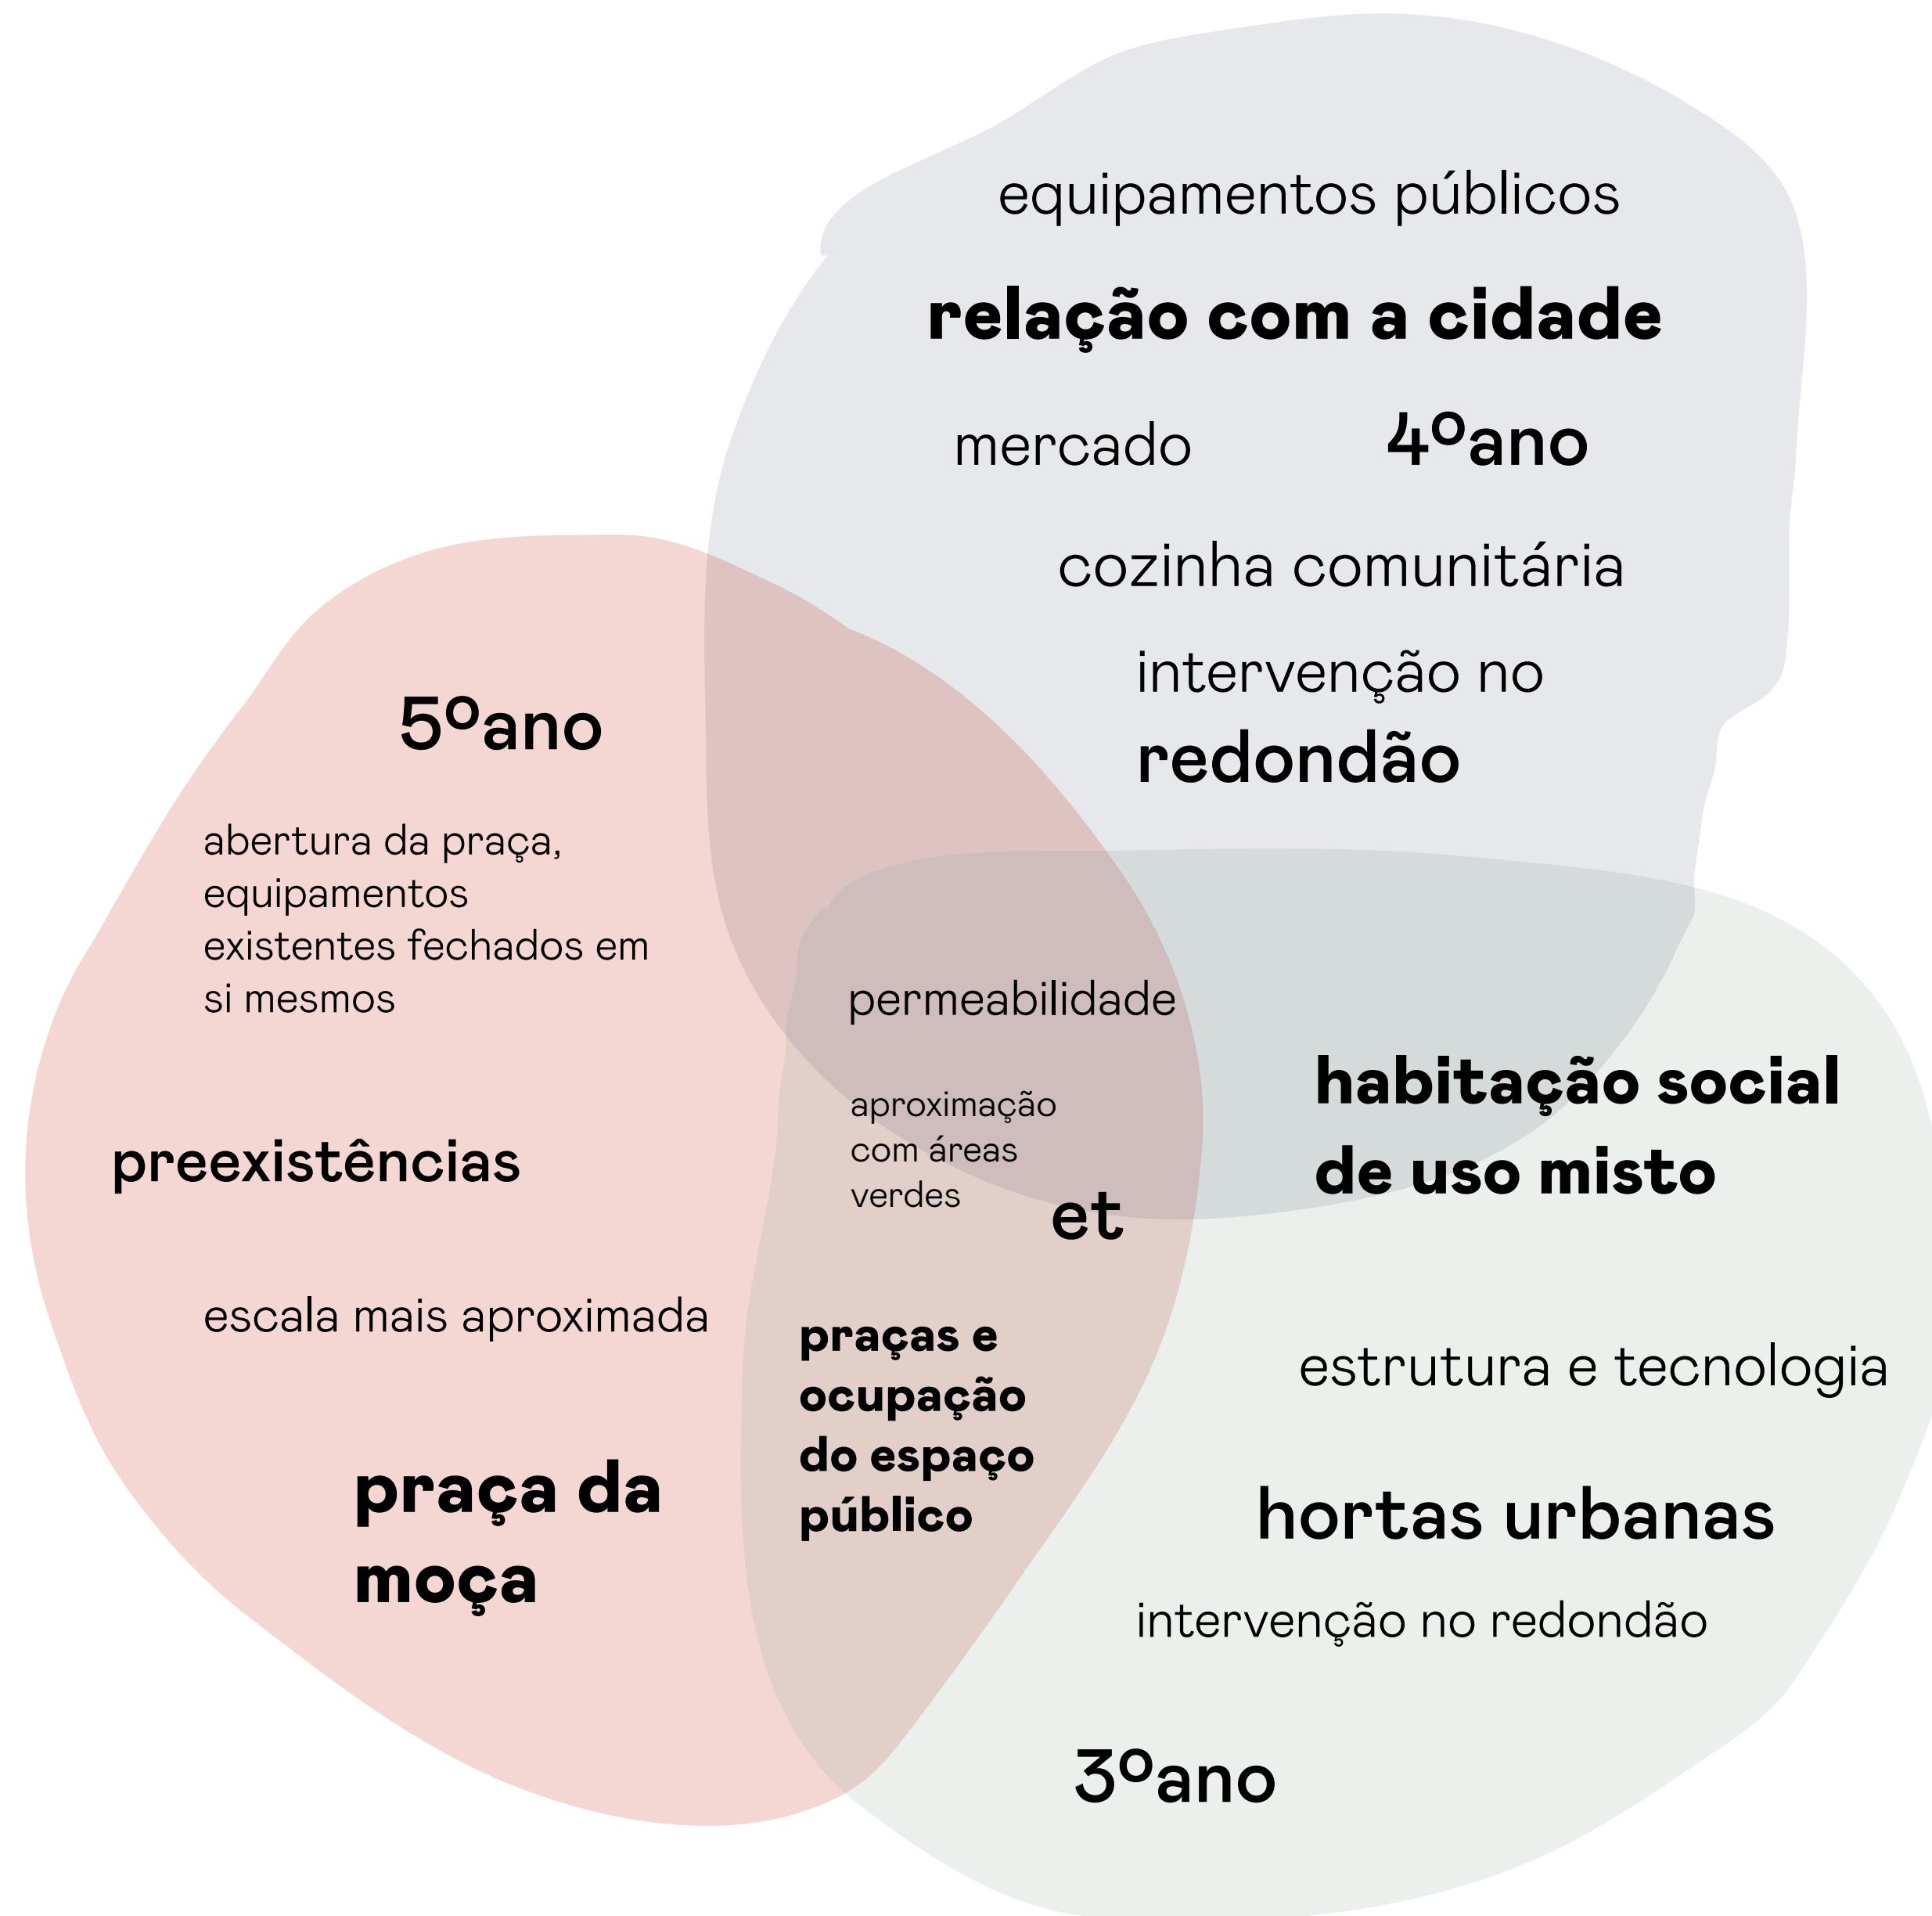 equipamentos públicos
relação com a cidade
mercado
4ºano
cozinha comunitária
intervenção no
redondão
5ºano
abertura da praça,
equipamentos
existentes fechados em
si mesmos
preexistências
escala mais aproximada
praça da
moça
permeabilidade
aproximação
com áreas
verdes
et
praças e
ocupação
do espaço
público
habitação social
de uso misto
estrutura e tecnologia
hortas urbanas
intervenção no redondão
3ºano